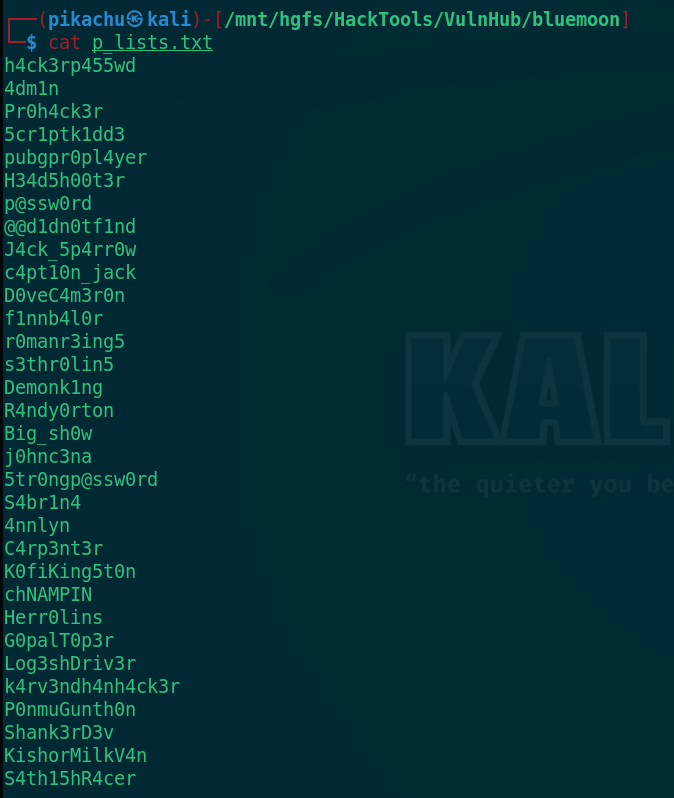 ┌──(pikachu㉿kali)-[/mnt/hgfs/HackTools/VulnHub/bluemoon]
└─$ cat p_lists.txt
h4ck3rp455wd
4dm1n
Pr0h4ck3r
5cr1ptk1dd3
pubgpr0pl4yer
H34d5h00t3r
p@ssw0rd
@@d1dn0tf1nd
J4ck_5p4rr0w
c4pt10n_jack
D0veC4m3r0n
f1nnb4l0r
r0manr3ing5
s3thr0lin5
Demonk1ng
R4ndy0rton
Big_sh0w
j0hnc3na
5tr0ngp@ssw0rd
S4br1n4
4nnlyn
C4rp3nt3r
K0fiKing5t0n
chNAMPIN
Herr0lins
G0palT0p3r
Log3shDriv3r
k4rv3ndh4nh4ck3r
P0nmuGunth0n
Shank3rD3v
KishorMilkV4n
S4th15hR4cer
KAL
“the quieter you be